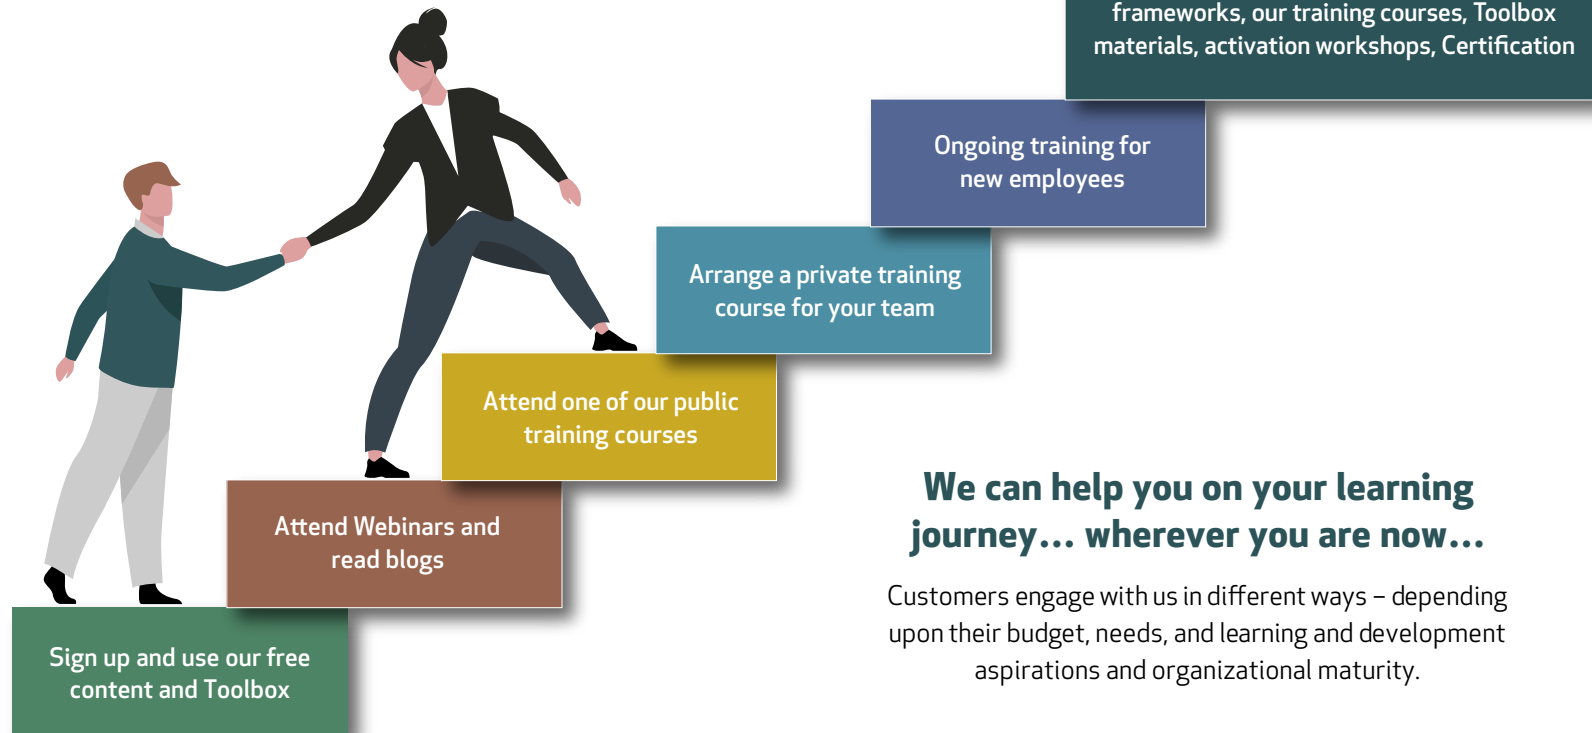 frameworks, our training courses, Toolbox
materials, activation workshops, Certification
Ongoing training for
new employees
Arrange a private training
course for your team
Attend one of our public
training courses
Attend Webinars and
read blogs
Sign up and use our free
content and Toolbox
We can help you on your learning
journey... wherever you are now...
Customers engage with us in different ways – depending
upon their budget, needs, and learning and development
aspirations and organizational maturity.